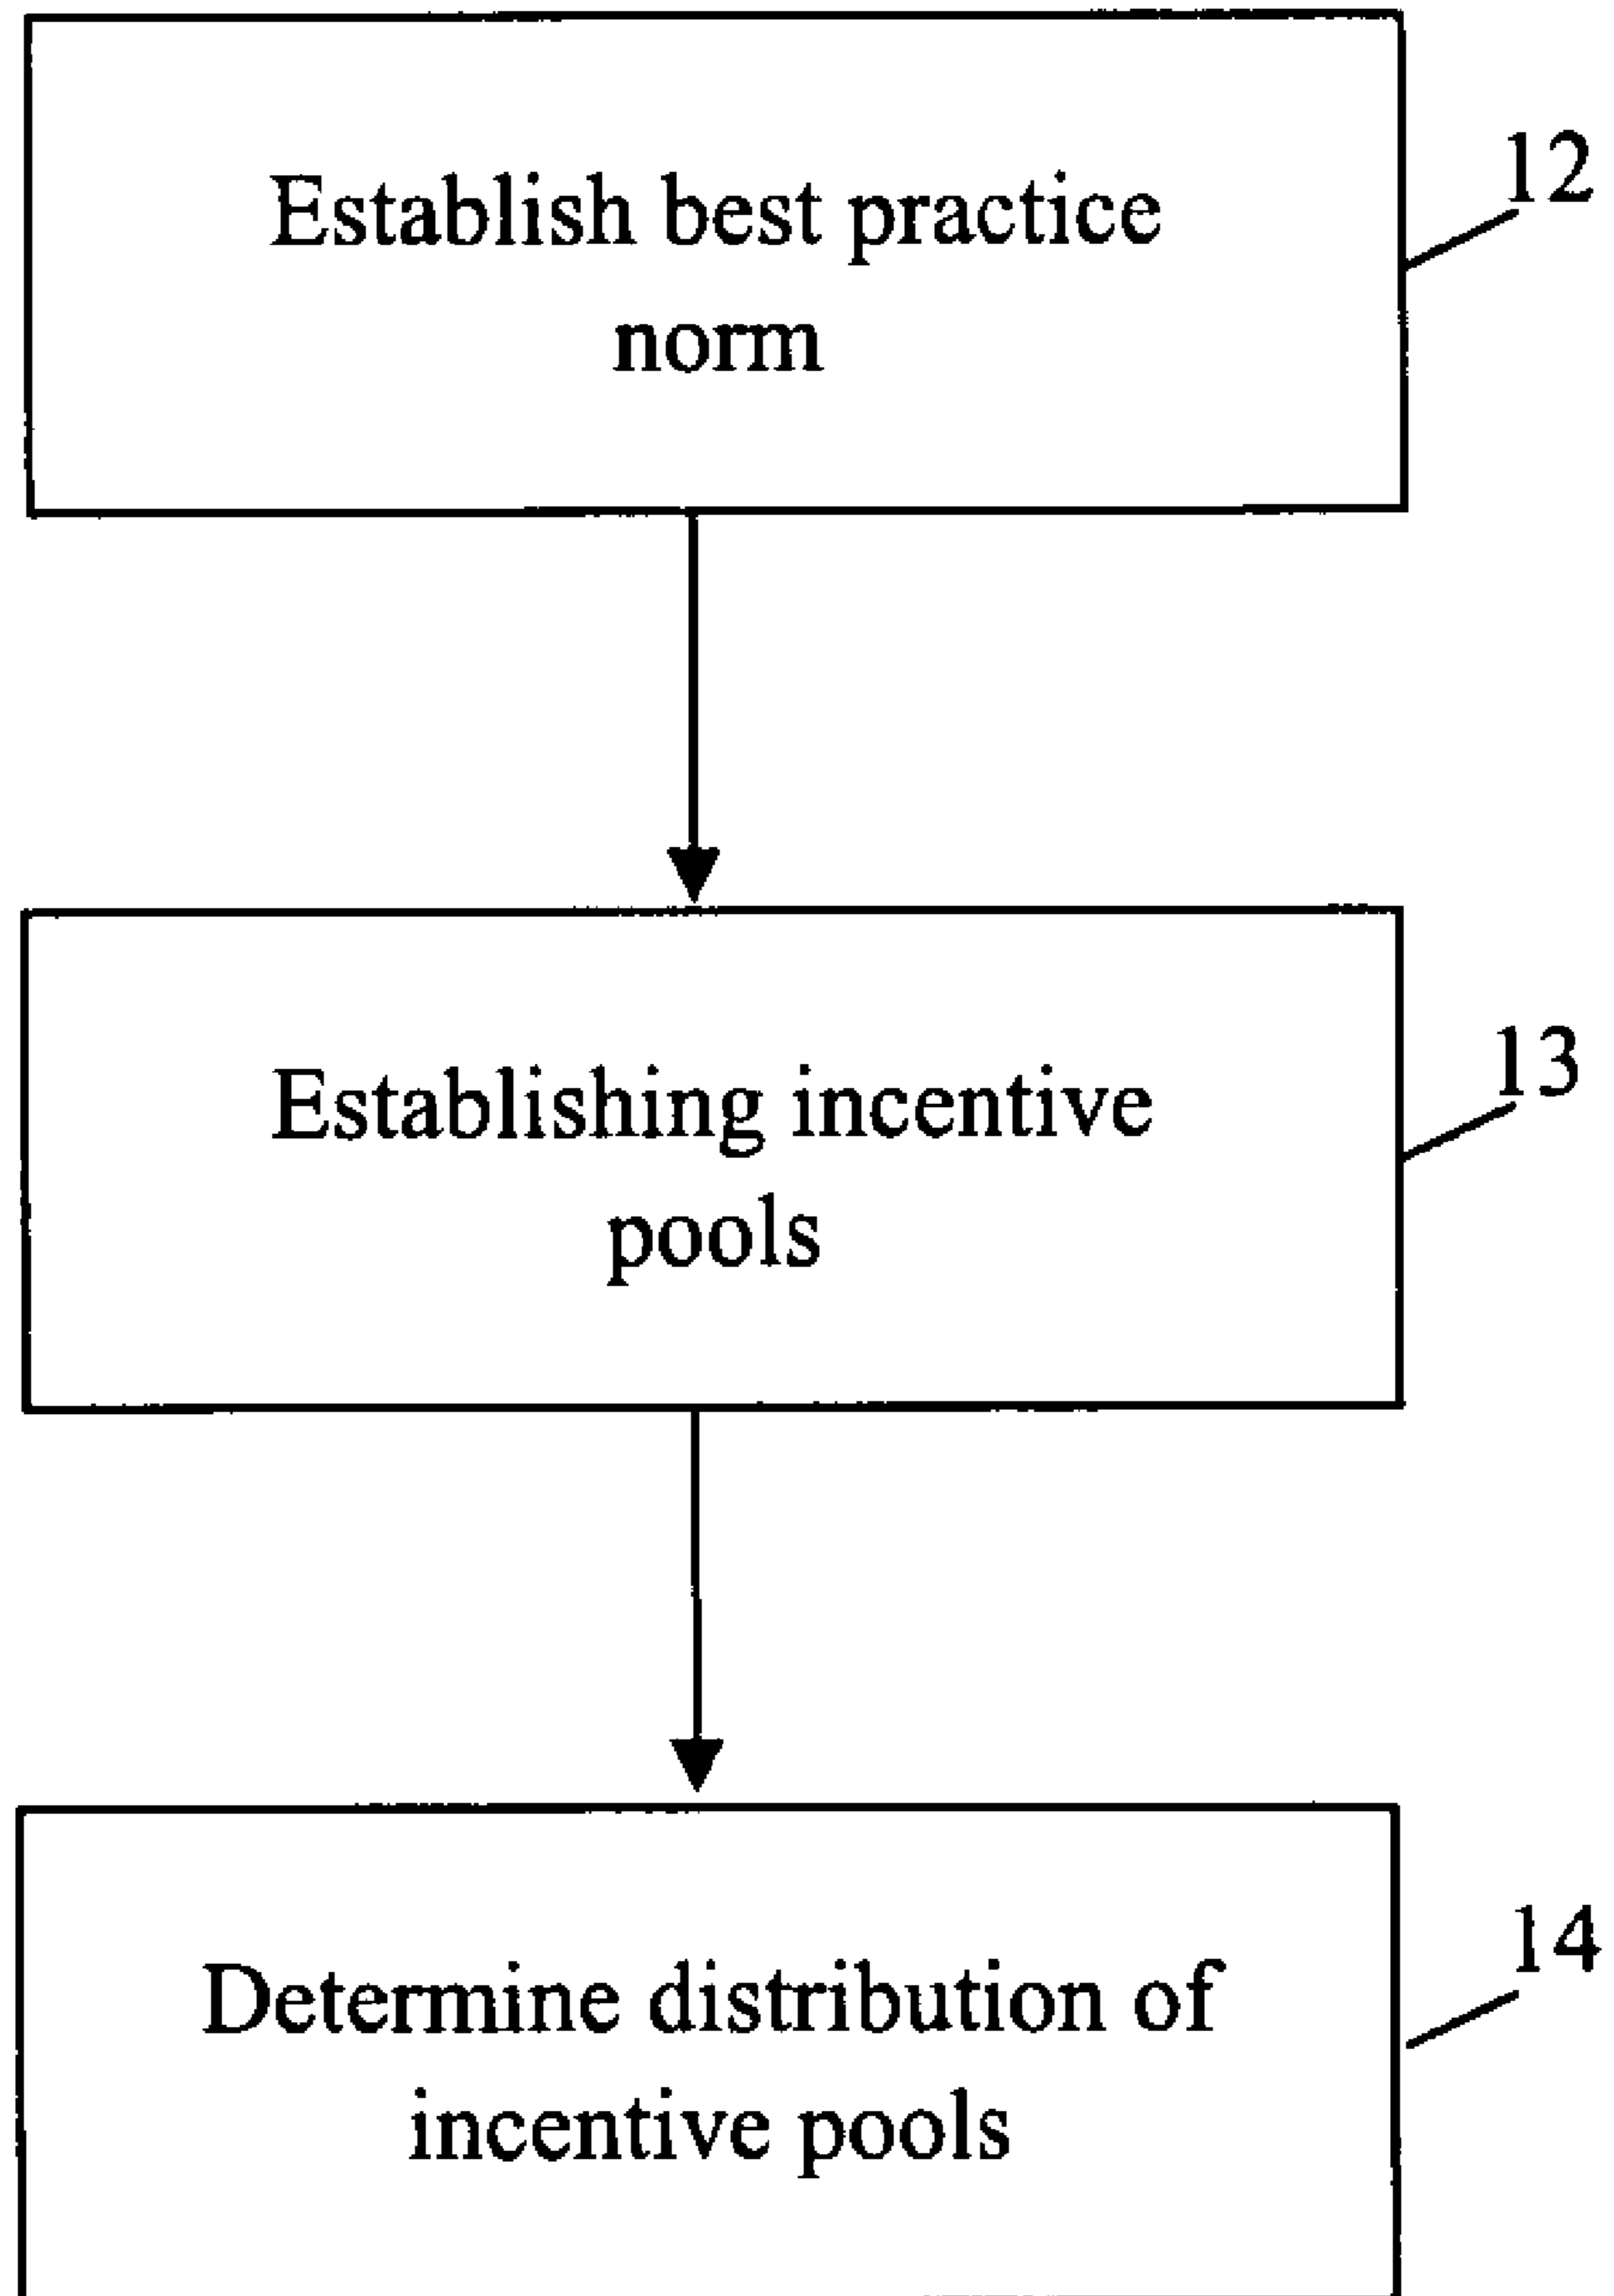 Establish best practice
norm
12
Establishing incentive
pools
13
Determine distribution of
incentive pools
14